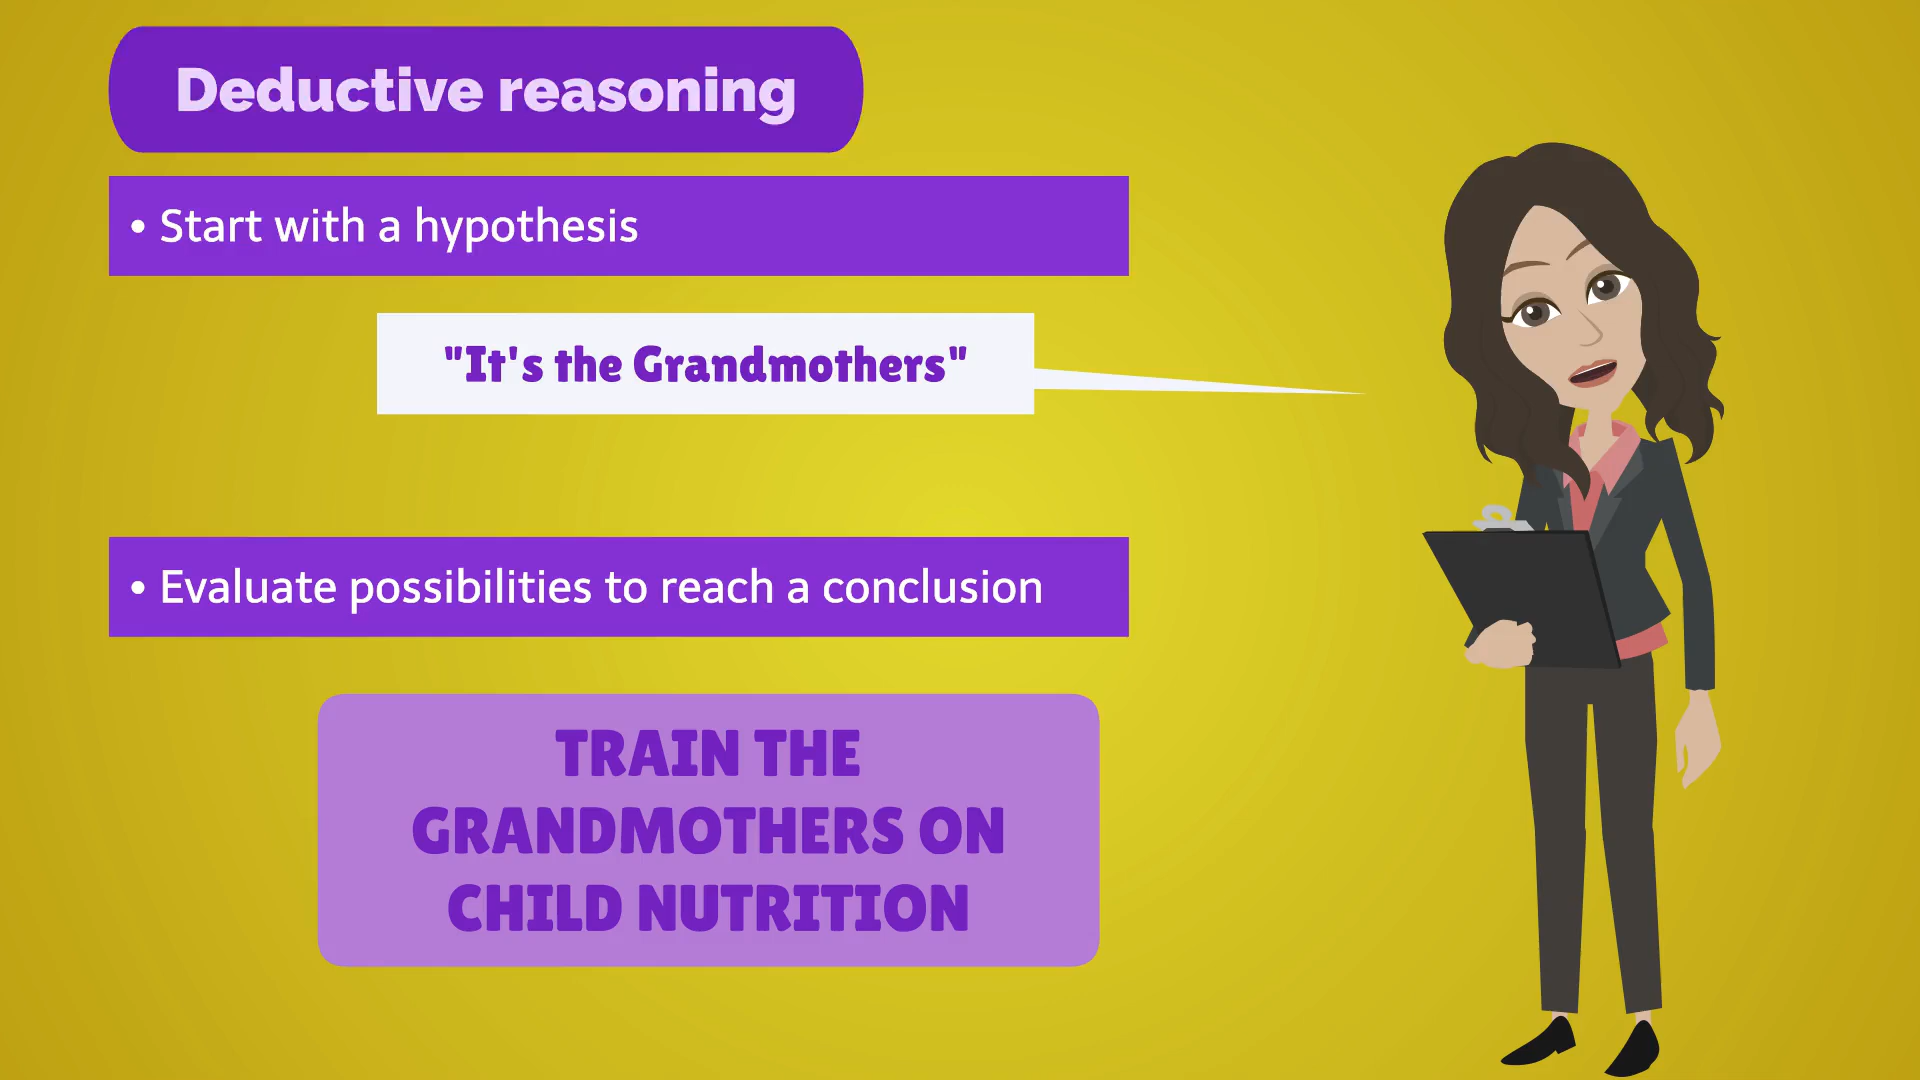 Deductive reasoning
• Start with a hypothesis
"It's the Grandmothers"
• Evaluate possibilities to reach a conclusion
TRAIN THE
GRANDMOTHERS ON
CHILD NUTRITION